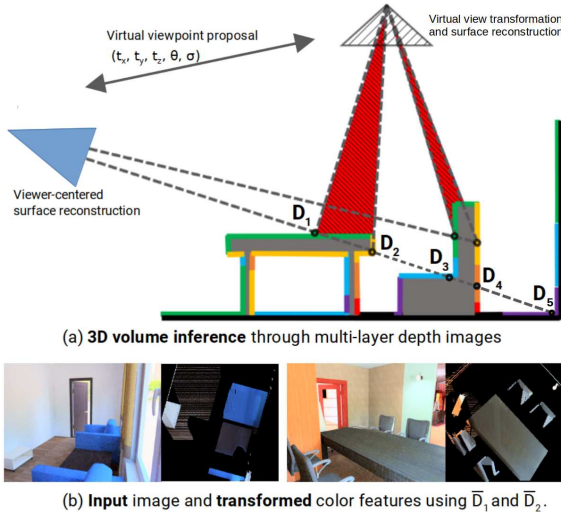 Virtual viewpoint proposal
(tx, ty, tz, θ, σ)
Virtual view transformation
and surface reconstruction
Viewer-centered
surface reconstruction
D1
D2
D3
D4
D5
(a) 3D volume inference through multi-layer depth images
(b) Input image and transformed color features using D̅1 and D̅2.